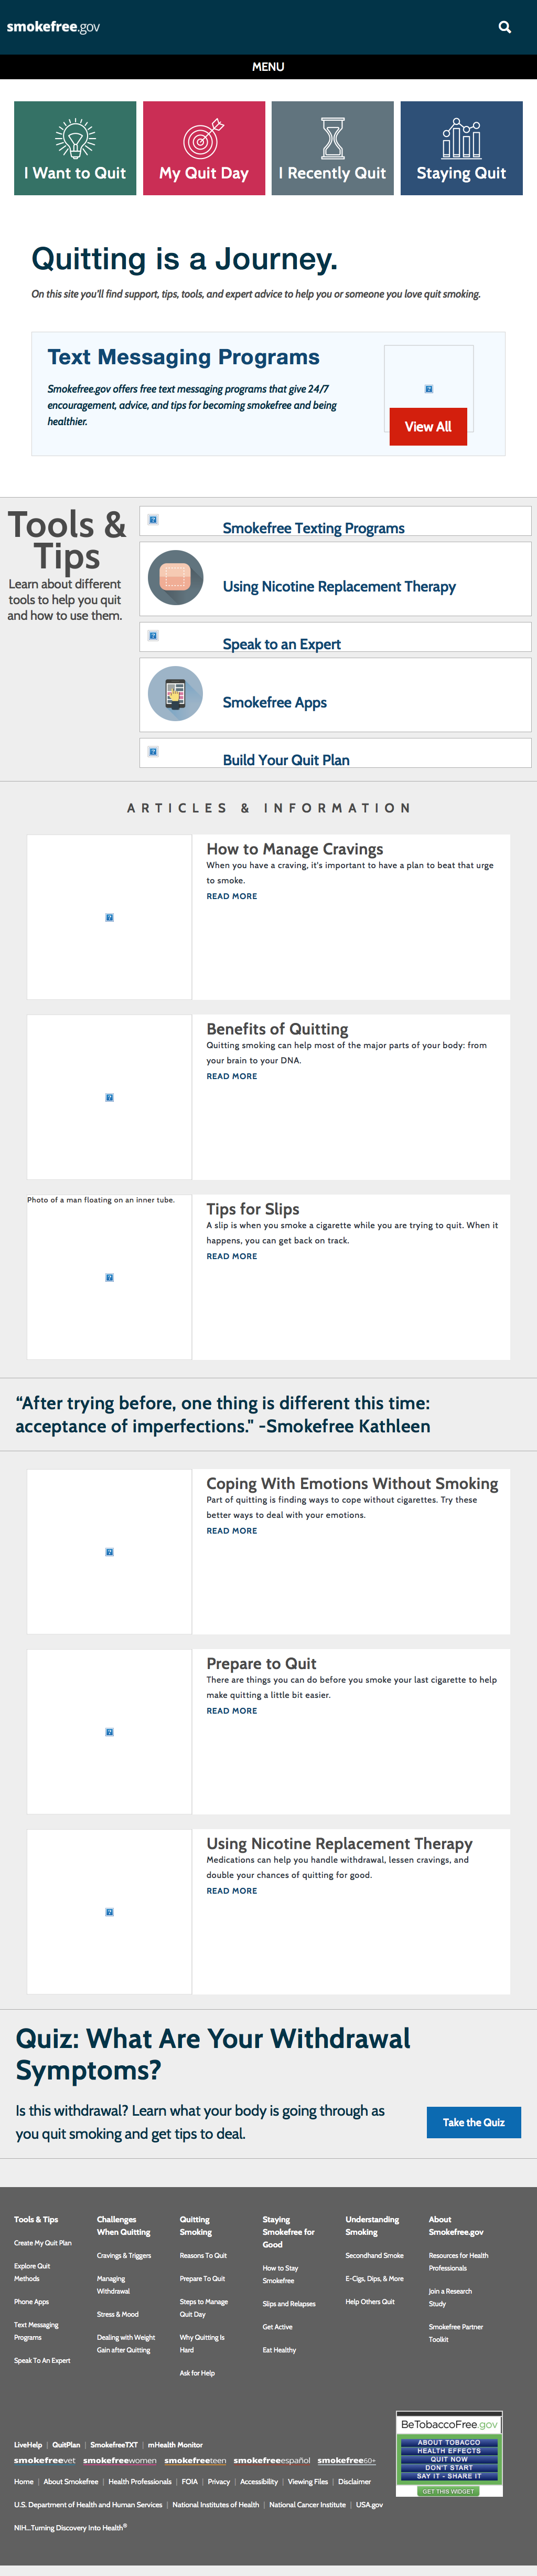 smokefree.gov
MENU
I Want to Quit
My Quit Day
I Recently Quit
Staying Quit
Quitting is a Journey.
On this site you'll find support, tips, tools, and expert advice to help you or someone you love quit smoking.
Text Messaging Programs
Smokefree.gov offers free text messaging programs that give 24/7
encouragement, advice, and tips for becoming smokefree and being
healthier.
View All
Tools &
Tips
Learn about different
tools to help you quit
and how to use them.
Smokefree Texting Programs
Using Nicotine Replacement Therapy
Speak to an Expert
Smokefree Apps
Build Your Quit Plan
ARTICLES & INFORMATION
How to Manage Cravings
When you have a craving, it's important to have a plan to beat that urge
to smoke.
READ MORE
Benefits of Quitting
Quitting smoking can help most of the major parts of your body: from
your brain to your DNA.
READ MORE
Photo of a man floating on an inner tube.
Tips for Slips
A slip is when you smoke a cigarette while you are trying to quit. When it
happens, you can get back on track.
READ MORE
“After trying before, one thing is different this time:
acceptance of imperfections." -Smokefree Kathleen
Coping With Emotions Without Smoking
Part of quitting is finding ways to cope without cigarettes. Try these
better ways to deal with your emotions.
READ MORE
Prepare to Quit
There are things you can do before you smoke your last cigarette to help
make quitting a little bit easier.
READ MORE
Using Nicotine Replacement Therapy
Medications can help you handle withdrawal, lessen cravings, and
double your chances of quitting for good.
READ MORE
Quiz: What Are Your Withdrawal
Symptoms?
Is this withdrawal? Learn what your body is going through as
you quit smoking and get tips to deal.
Take the Quiz
Tools & Tips
Create My Quit Plan
Explore Quit
Methods
Phone Apps
Text Messaging
Programs
Speak To An Expert
Challenges
When Quitting
Cravings & Triggers
Managing
Withdrawal
Stress & Mood
Dealing with Weight
Gain after Quitting
Quitting
Smoking
Reasons To Quit
Prepare To Quit
Steps to Manage
Quit Day
Why Quitting Is
Hard
Ask for Help
Staying
Smokefree for
Good
How to Stay
Smokefree
Slips and Relapses
Get Active
Eat Healthy
Understanding
Smoking
Secondhand Smoke
E-Cigs, Dips, & More
Help Others Quit
About
Smokefree.gov
Resources for Health
Professionals
Join a Research
Study
Smokefree Partner
Toolkit
LiveHelp | QuitPlan | SmokefreeTXT | mHealth Monitor
smokefreevet smokefreewomen smokefreeteen smokefreeespañol smokefree60+
Home | About Smokefree | Health Professionals | FOIA | Privacy | Accessibility | Viewing Files | Disclaimer
U.S. Department of Health and Human Services | National Institutes of Health | National Cancer Institute | USA.gov
NIH...Turning Discovery Into Health®
BeTobaccoFree.gov
ABOUT TOBACCO
HEALTH EFFECTS
QUIT NOW
DON'T START
SAY IT - SHARE IT
GET THIS WIDGET